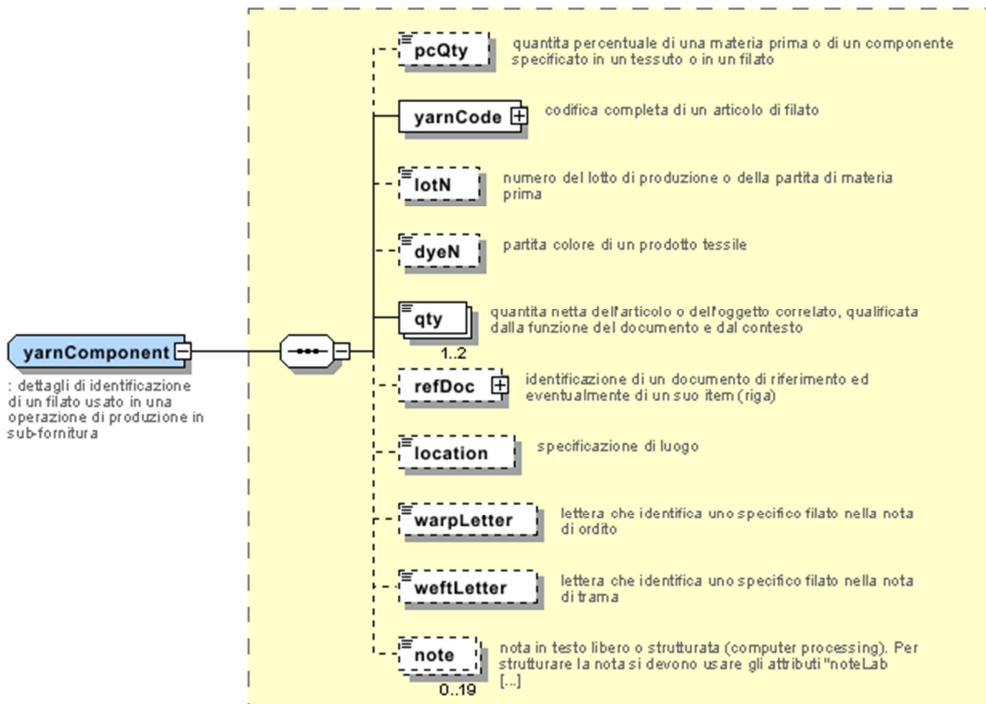 pcQty
quantita percentuale di una materia prima o di un componente
specificato in un tessuto o in un filato
yarnCode
codifica completa di un articolo di filato
lotN
numero del lotto di produzione o della partita di materia
prima
dyeN
partita colore di un prodotto tessile
qty
1..2
quantita netta dell'articolo o dell'oggetto correlato, qualificata
dalla funzione del documento e dal contesto
yarnComponent
: dettagli di identificazione
di un filato usato in una
operazione di produzione in
sub-fornitura
refDoc
identificazione di un documento di riferimento ed
eventualmente di un suo item (riga)
location
specificazione di luogo
warpLetter
lettera che identifica uno specifico filato nella nota
di ordito
weftLetter
lettera che identifica uno specifico filato nella nota
di trama
note
0..19
nota in testo libero o strutturata (computer processing). Per
strutturare la nota si devono usare gli attributi "noteLab
[...]